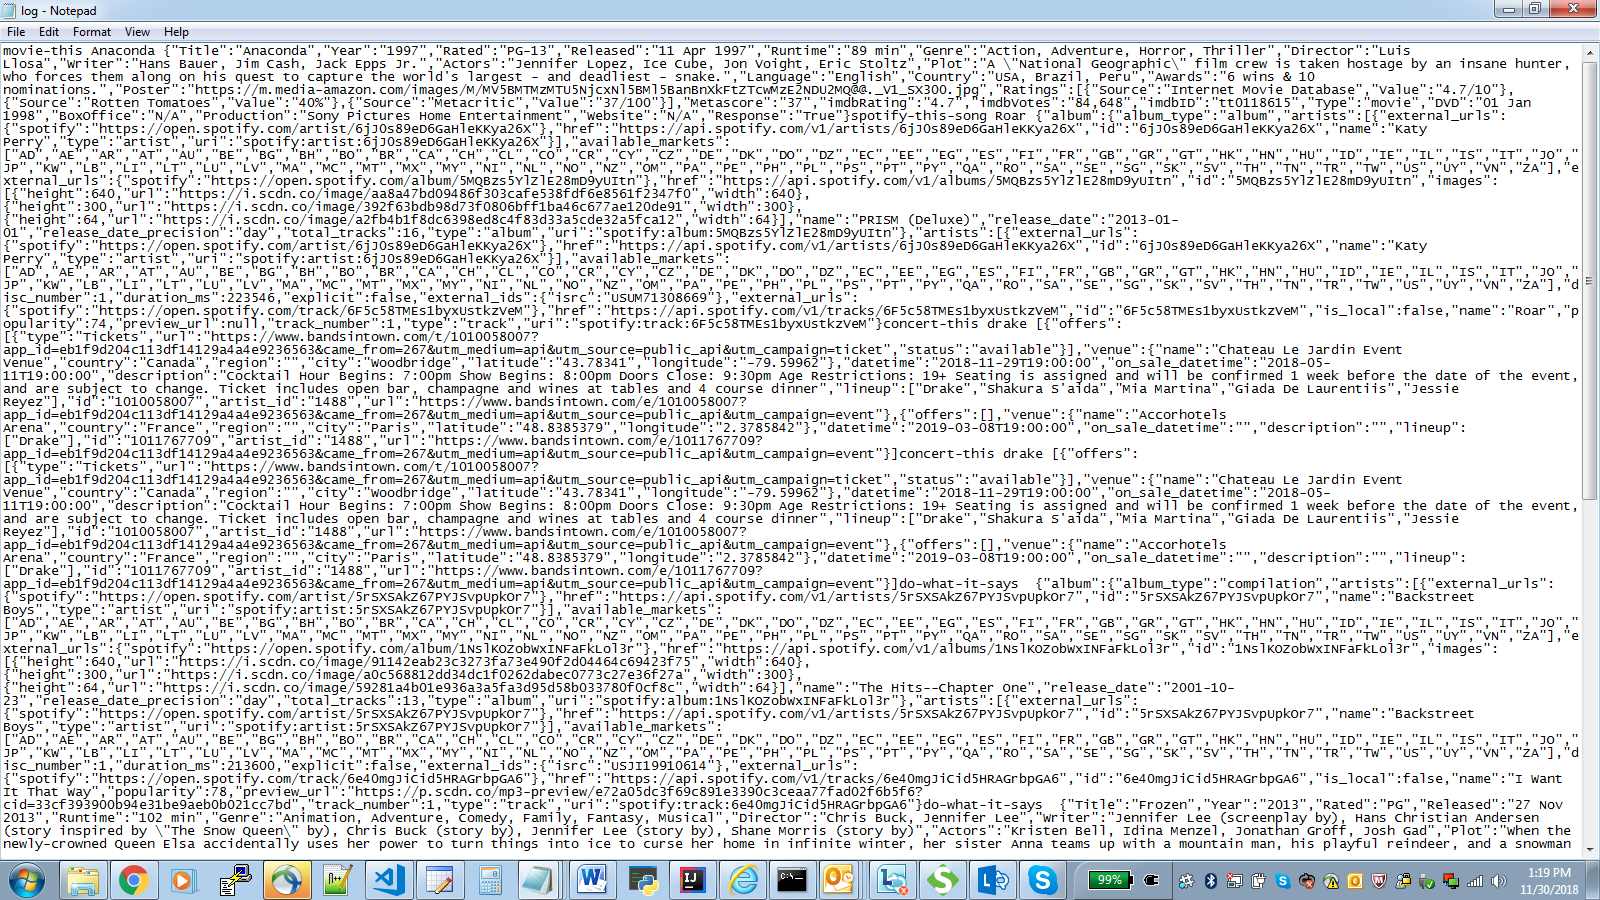 log - Notepad
File Edit Format View Help
movie-this Anaconda {"Title":"Anaconda","Year":"1997","Rated":"PG-13","Released":"11 Apr 1997","Runtime":"89 min","Genre":"Action, Adventure, Horror, Thriller","Director":"Luis
Llosa","Writer":"Hans Bauer, Jim Cash, Jack Epps Jr.","Actors":"Jennifer Lopez, Ice Cube, Jon Voight, Eric Stoltz","Plot":"A \"National Geographic\" film crew is taken hostage by an insane hunter,
who forces them along on his quest to capture the world's largest - and deadliest - snake.","Language":"English","Country":"USA, Brazil, Peru","Awards":"6 wins & 10
nominations.","Poster":"https://m.media-amazon.com/images/M/MV5BMTMzMTU5NjcxNl5BMl5BanBnXkFtZTcwMzE2NDU2MQ@@._V1_SX300.jpg","Ratings":[{"Source":"Internet Movie Database","Value":"4.7/10"},
{"Source":"Rotten Tomatoes","Value":"40%"},{"Source":"Metacritic","Value":"37/100"}],"Metascore":"37","imdbRating":"4.7","imdbVotes":"84,648","imdbID":"tt0118615","Type":"movie","DVD":"01 Jan
1998","BoxOffice":"N/A","Production":"Sony Pictures Home Entertainment","Website":"N/A","Response":"True"}spotify-this-song Roar {"album":{"album_type":"album","artists":[{"external_urls":
{"spotify":"https://open.spotify.com/artist/6jJ0s89eD6GaHleKKya26X"},"href":"https://api.spotify.com/v1/artists/6jJ0s89eD6GaHleKKya26X","id":"6jJ0s89eD6GaHleKKya26X","name":"Katy
Perry","type":"artist","uri":"spotify:artist:6jJ0s89eD6GaHleKKya26X"}],"available_markets":
["AD","AE","AR","AT","AU","BE","BG","BH","BO","BR","CA","CH","CL","CO","CR","CY","CZ","DE","DK","DO","DZ","EC","EE","EG","ES","FI","FR","GB","GR","GT","HK","HN","HU","ID","IE","IL","IS","IT","JO","
JP","KW","LB","LI","LT","LU","LV","MA","MC","MT","MX","MY","NI","NL","NO","NZ","OM","PA","PE","PH","PL","PS","PT","PY","QA","RO","SA","SE","SG","SK","SV","TH","TN","TR","TW","US","UY","VN","ZA"],"e
xternal_urls":{"spotify":"https://open.spotify.com/album/5MQBzs5YlZlE28mD9yUItn"},"href":"https://api.spotify.com/v1/albums/5MQBzs5YlZlE28mD9yUItn","id":"5MQBzs5YlZlE28mD9yUItn","images":
[{"height":640,"url":"https://i.scdn.co/image/aa8a47bd09486f303cafe538fdf6e8561f2347f0","width":640},
{"height":300,"url":"https://i.scdn.co/image/392f63bdb98d73f0806bff1ba46c677ae120de91","width":300},
{"height":64,"url":"https://i.scdn.co/image/a2fb4b1f8dc6398ed8c4f83d33a5cde32a5fca12","width":64}],"name":"PRISM (Deluxe)","release_date":"2013-01-
01","release_date_precision":"day","total_tracks":16,"type":"album","uri":"spotify:album:5MQBzs5YlZlE28mD9yUItn"},"artists":[{"external_urls":
{"spotify":"https://open.spotify.com/artist/6jJ0s89eD6GaHleKKya26X"},"href":"https://api.spotify.com/v1/artists/6jJ0s89eD6GaHleKKya26X","id":"6jJ0s89eD6GaHleKKya26X","name":"Katy
Perry","type":"artist","uri":"spotify:artist:6jJ0s89eD6GaHleKKya26X"}],"available_markets":
["AD","AE","AR","AT","AU","BE","BG","BH","BO","BR","CA","CH","CL","CO","CR","CY","CZ","DE","DK","DO","DZ","EC","EE","EG","ES","FI","FR","GB","GR","GT","HK","HN","HU","ID","IE","IL","IS","IT","JO","
JP","KW","LB","LI","LT","LU","LV","MA","MC","MT","MX","MY","NI","NL","NO","NZ","OM","PA","PE","PH","PL","PS","PT","PY","QA","RO","SA","SE","SG","SK","SV","TH","TN","TR","TW","US","UY","VN","ZA"],"d
isc_number":1,"duration_ms":223546,"explicit":false,"external_ids":{"isrc":"USUM71308669"},"external_urls":
{"spotify":"https://open.spotify.com/track/6F5c58TMEs1byxUstkzVeM"},"href":"https://api.spotify.com/v1/tracks/6F5c58TMEs1byxUstkzVeM","id":"6F5c58TMEs1byxUstkzVeM","is_local":false,"name":"Roar","p
opularity":74,"preview_url":null,"track_number":1,"type":"track","uri":"spotify:track:6F5c58TMEs1byxUstkzVeM"}concert-this drake [{"offers":
[{"type":"Tickets","url":"https://www.bandsintown.com/t/1010058007?
app_id=eb1f9d204c113df14129a4a4e9236563&came_from=267&utm_medium=api&utm_source=public_api&utm_campaign=ticket","status":"available"}],"venue":{"name":"Chateau Le Jardin Event
Venue","country":"Canada","region":"","city":"Woodbridge","latitude":"43.78341","longitude":"-79.59962"},"datetime":"2018-11-29T19:00:00","on_sale_datetime":"2018-05-
11T19:00:00","description":"Cocktail Hour Begins: 7:00pm Show Begins: 8:00pm Doors Close: 9:30pm Age Restrictions: 19+ Seating is assigned and will be confirmed 1 week before the date of the event,
and are subject to change. Ticket includes open bar, champagne and wines at tables and 4 course dinner","lineup":["Drake","Shakura S'aida","Mia Martina","Giada De Laurentiis","Jessie
Reyez"],"id":"1010058007","artist_id":"1488","url":"https://www.bandsintown.com/e/1010058007?
app_id=eb1f9d204c113df14129a4a4e9236563&came_from=267&utm_medium=api&utm_source=public_api&utm_campaign=event"},{"offers":[],"venue":{"name":"Accorhotels
Arena","country":"France","region":"","city":"Paris","latitude":"48.8385379","longitude":"2.3785842"},"datetime":"2019-03-08T19:00:00","on_sale_datetime":"","description":"","lineup":
["Drake"],"id":"1011767709","artist_id":"1488","url":"https://www.bandsintown.com/e/1011767709?
app_id=eb1f9d204c113df14129a4a4e9236563&came_from=267&utm_medium=api&utm_source=public_api&utm_campaign=event"}]concert-this drake [{"offers":
[{"type":"Tickets","url":"https://www.bandsintown.com/t/1010058007?
app_id=eb1f9d204c113df14129a4a4e9236563&came_from=267&utm_medium=api&utm_source=public_api&utm_campaign=ticket","status":"available"}],"venue":{"name":"Chateau Le Jardin Event
Venue","country":"Canada","region":"","city":"Woodbridge","latitude":"43.78341","longitude":"-79.59962"},"datetime":"2018-11-29T19:00:00","on_sale_datetime":"2018-05-
11T19:00:00","description":"Cocktail Hour Begins: 7:00pm Show Begins: 8:00pm Doors Close: 9:30pm Age Restrictions: 19+ Seating is assigned and will be confirmed 1 week before the date of the event,
and are subject to change. Ticket includes open bar, champagne and wines at tables and 4 course dinner","lineup":["Drake","Shakura S'aida","Mia Martina","Giada De Laurentiis","Jessie
Reyez"],"id":"1010058007","artist_id":"1488","url":"https://www.bandsintown.com/e/1010058007?
app_id=eb1f9d204c113df14129a4a4e9236563&came_from=267&utm_medium=api&utm_source=public_api&utm_campaign=event"},{"offers":[],"venue":{"name":"Accorhotels
Arena","country":"France","region":"","city":"Paris","latitude":"48.8385379","longitude":"2.3785842"},"datetime":"2019-03-08T19:00:00","on_sale_datetime":"","description":"","lineup":
["Drake"],"id":"1011767709","artist_id":"1488","url":"https://www.bandsintown.com/e/1011767709?
app_id=eb1f9d204c113df14129a4a4e9236563&came_from=267&utm_medium=api&utm_source=public_api&utm_campaign=event"}]do-what-it-says  {"album":{"album_type":"compilation","artists":[{"external_urls":
{"spotify":"https://open.spotify.com/artist/5rSXSAkZ67PYJSvpUpkOr7"},"href":"https://api.spotify.com/v1/artists/5rSXSAkZ67PYJSvpUpkOr7","id":"5rSXSAkZ67PYJSvpUpkOr7","name":"Backstreet
Boys","type":"artist","uri":"spotify:artist:5rSXSAkZ67PYJSvpUpkOr7"}],"available_markets":
["AD","AE","AR","AT","AU","BE","BG","BH","BO","BR","CA","CH","CL","CO","CR","CY","CZ","DE","DK","DO","DZ","EC","EE","EG","ES","FI","FR","GB","GR","GT","HK","HN","HU","ID","IE","IL","IS","IT","JO","
JP","KW","LB","LI","LT","LU","LV","MA","MC","MT","MX","MY","NI","NL","NO","NZ","OM","PA","PE","PH","PL","PS","PT","PY","QA","RO","SA","SE","SG","SK","SV","TH","TN","TR","TW","US","UY","VN","ZA"],"e
xternal_urls":{"spotify":"https://open.spotify.com/album/1NslKOZobWxINFaFkLol3r"},"href":"https://api.spotify.com/v1/albums/1NslKOZobWxINFaFkLol3r","id":"1NslKOZobWxINFaFkLol3r","images":
[{"height":640,"url":"https://i.scdn.co/image/91142eab23c3273fa73e490f2d04464c69423f75","width":640},
{"height":300,"url":"https://i.scdn.co/image/a0c568812dd34dc1f0262dabec0773c27e36f27a","width":300},
{"height":64,"url":"https://i.scdn.co/image/59281a4b01e936a3a5fa3d95d58b033780f0cf8c","width":64}],"name":"The Hits--Chapter One","release_date":"2001-10-
23","release_date_precision":"day","total_tracks":13,"type":"album","uri":"spotify:album:1NslKOZobWxINFaFkLol3r"},"artists":[{"external_urls":
{"spotify":"https://open.spotify.com/artist/5rSXSAkZ67PYJSvpUpkOr7"},"href":"https://api.spotify.com/v1/artists/5rSXSAkZ67PYJSvpUpkOr7","id":"5rSXSAkZ67PYJSvpUpkOr7","name":"Backstreet
Boys","type":"artist","uri":"spotify:artist:5rSXSAkZ67PYJSvpUpkOr7"}],"available_markets":
["AD","AE","AR","AT","AU","BE","BG","BH","BO","BR","CA","CH","CL","CO","CR","CY","CZ","DE","DK","DO","DZ","EC","EE","EG","ES","FI","FR","GB","GR","GT","HK","HN","HU","ID","IE","IL","IS","IT","JO","
JP","KW","LB","LI","LT","LU","LV","MA","MC","MT","MX","MY","NI","NL","NO","NZ","OM","PA","PE","PH","PL","PS","PT","PY","QA","RO","SA","SE","SG","SK","SV","TH","TN","TR","TW","US","UY","VN","ZA"],"d
isc_number":1,"duration_ms":213600,"explicit":false,"external_ids":{"isrc":"USJI19910614"},"external_urls":
{"spotify":"https://open.spotify.com/track/6e40mgJiCid5HRAGrbpGA6"},"href":"https://api.spotify.com/v1/tracks/6e40mgJiCid5HRAGrbpGA6","id":"6e40mgJiCid5HRAGrbpGA6","is_local":false,"name":"I Want
It That Way","popularity":78,"preview_url":"https://p.scdn.co/mp3-preview/e72a05dc3f69c891e3390c3ceaa77fad02f6b5f6?
cid=33cf393900b94e31be9aeb0b021cc7bd","track_number":1,"type":"track","uri":"spotify:track:6e40mgJiCid5HRAGrbpGA6"}do-what-it-says  {"Title":"Frozen","Year":"2013","Rated":"PG","Released":"27 Nov
2013","Runtime":"102 min","Genre":"Animation, Adventure, Comedy, Family, Fantasy, Musical","Director":"Chris Buck, Jennifer Lee","Writer":"Jennifer Lee (screenplay by), Hans Christian Andersen
(story inspired by \"The Snow Queen\" by), Chris Buck (story by), Jennifer Lee (story by), Shane Morris (story by)","Actors":"Kristen Bell, Idina Menzel, Jonathan Groff, Josh Gad","Plot":"When the
newly-crowned Queen Elsa accidentally uses her power to turn things into ice to curse her home in infinite winter, her sister Anna teams up with a mountain man, his playful reindeer, and a snowman
99%
1:19 PM
11/30/2018